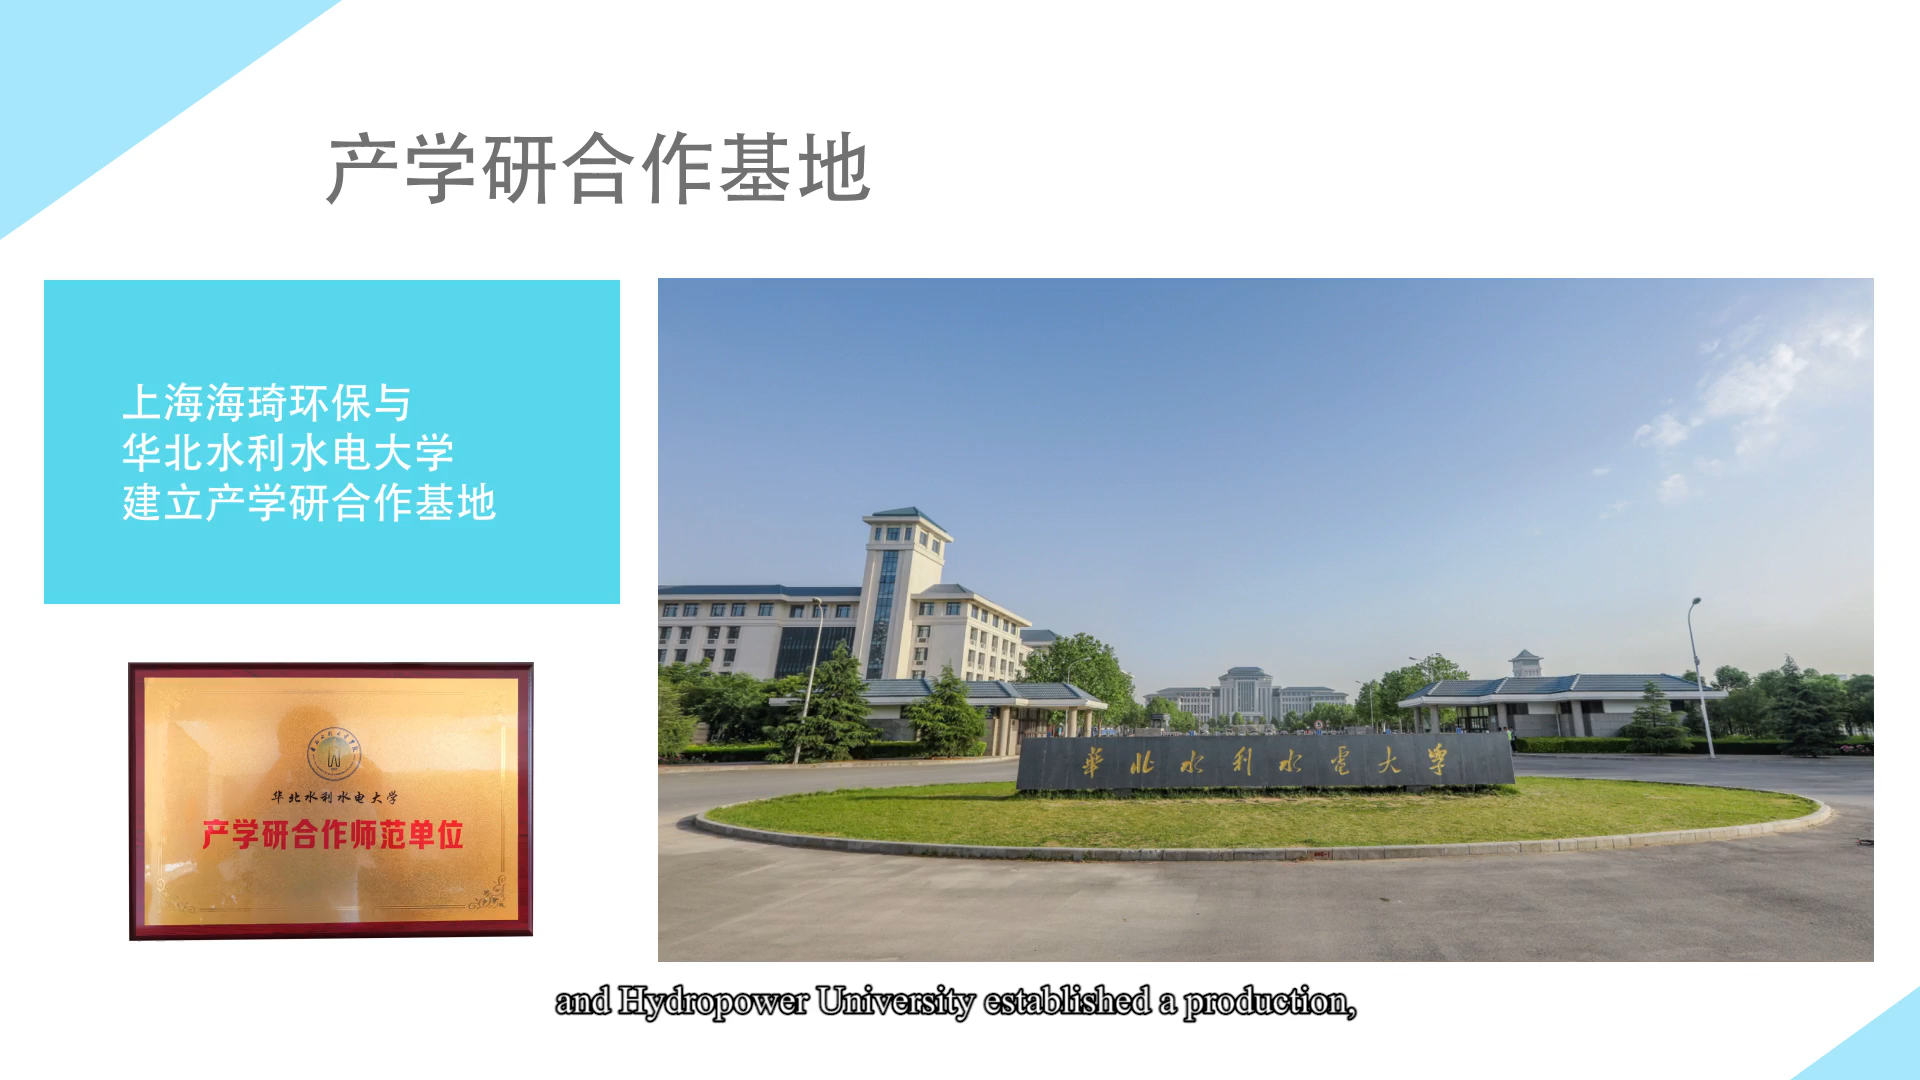 产学研合作基地
上海海琦环保与
华北水利水电大学
建立产学研合作基地
华北水利水电大学
产学研合作师范单位
華北水利水電大学
and Hydropower University established a production,